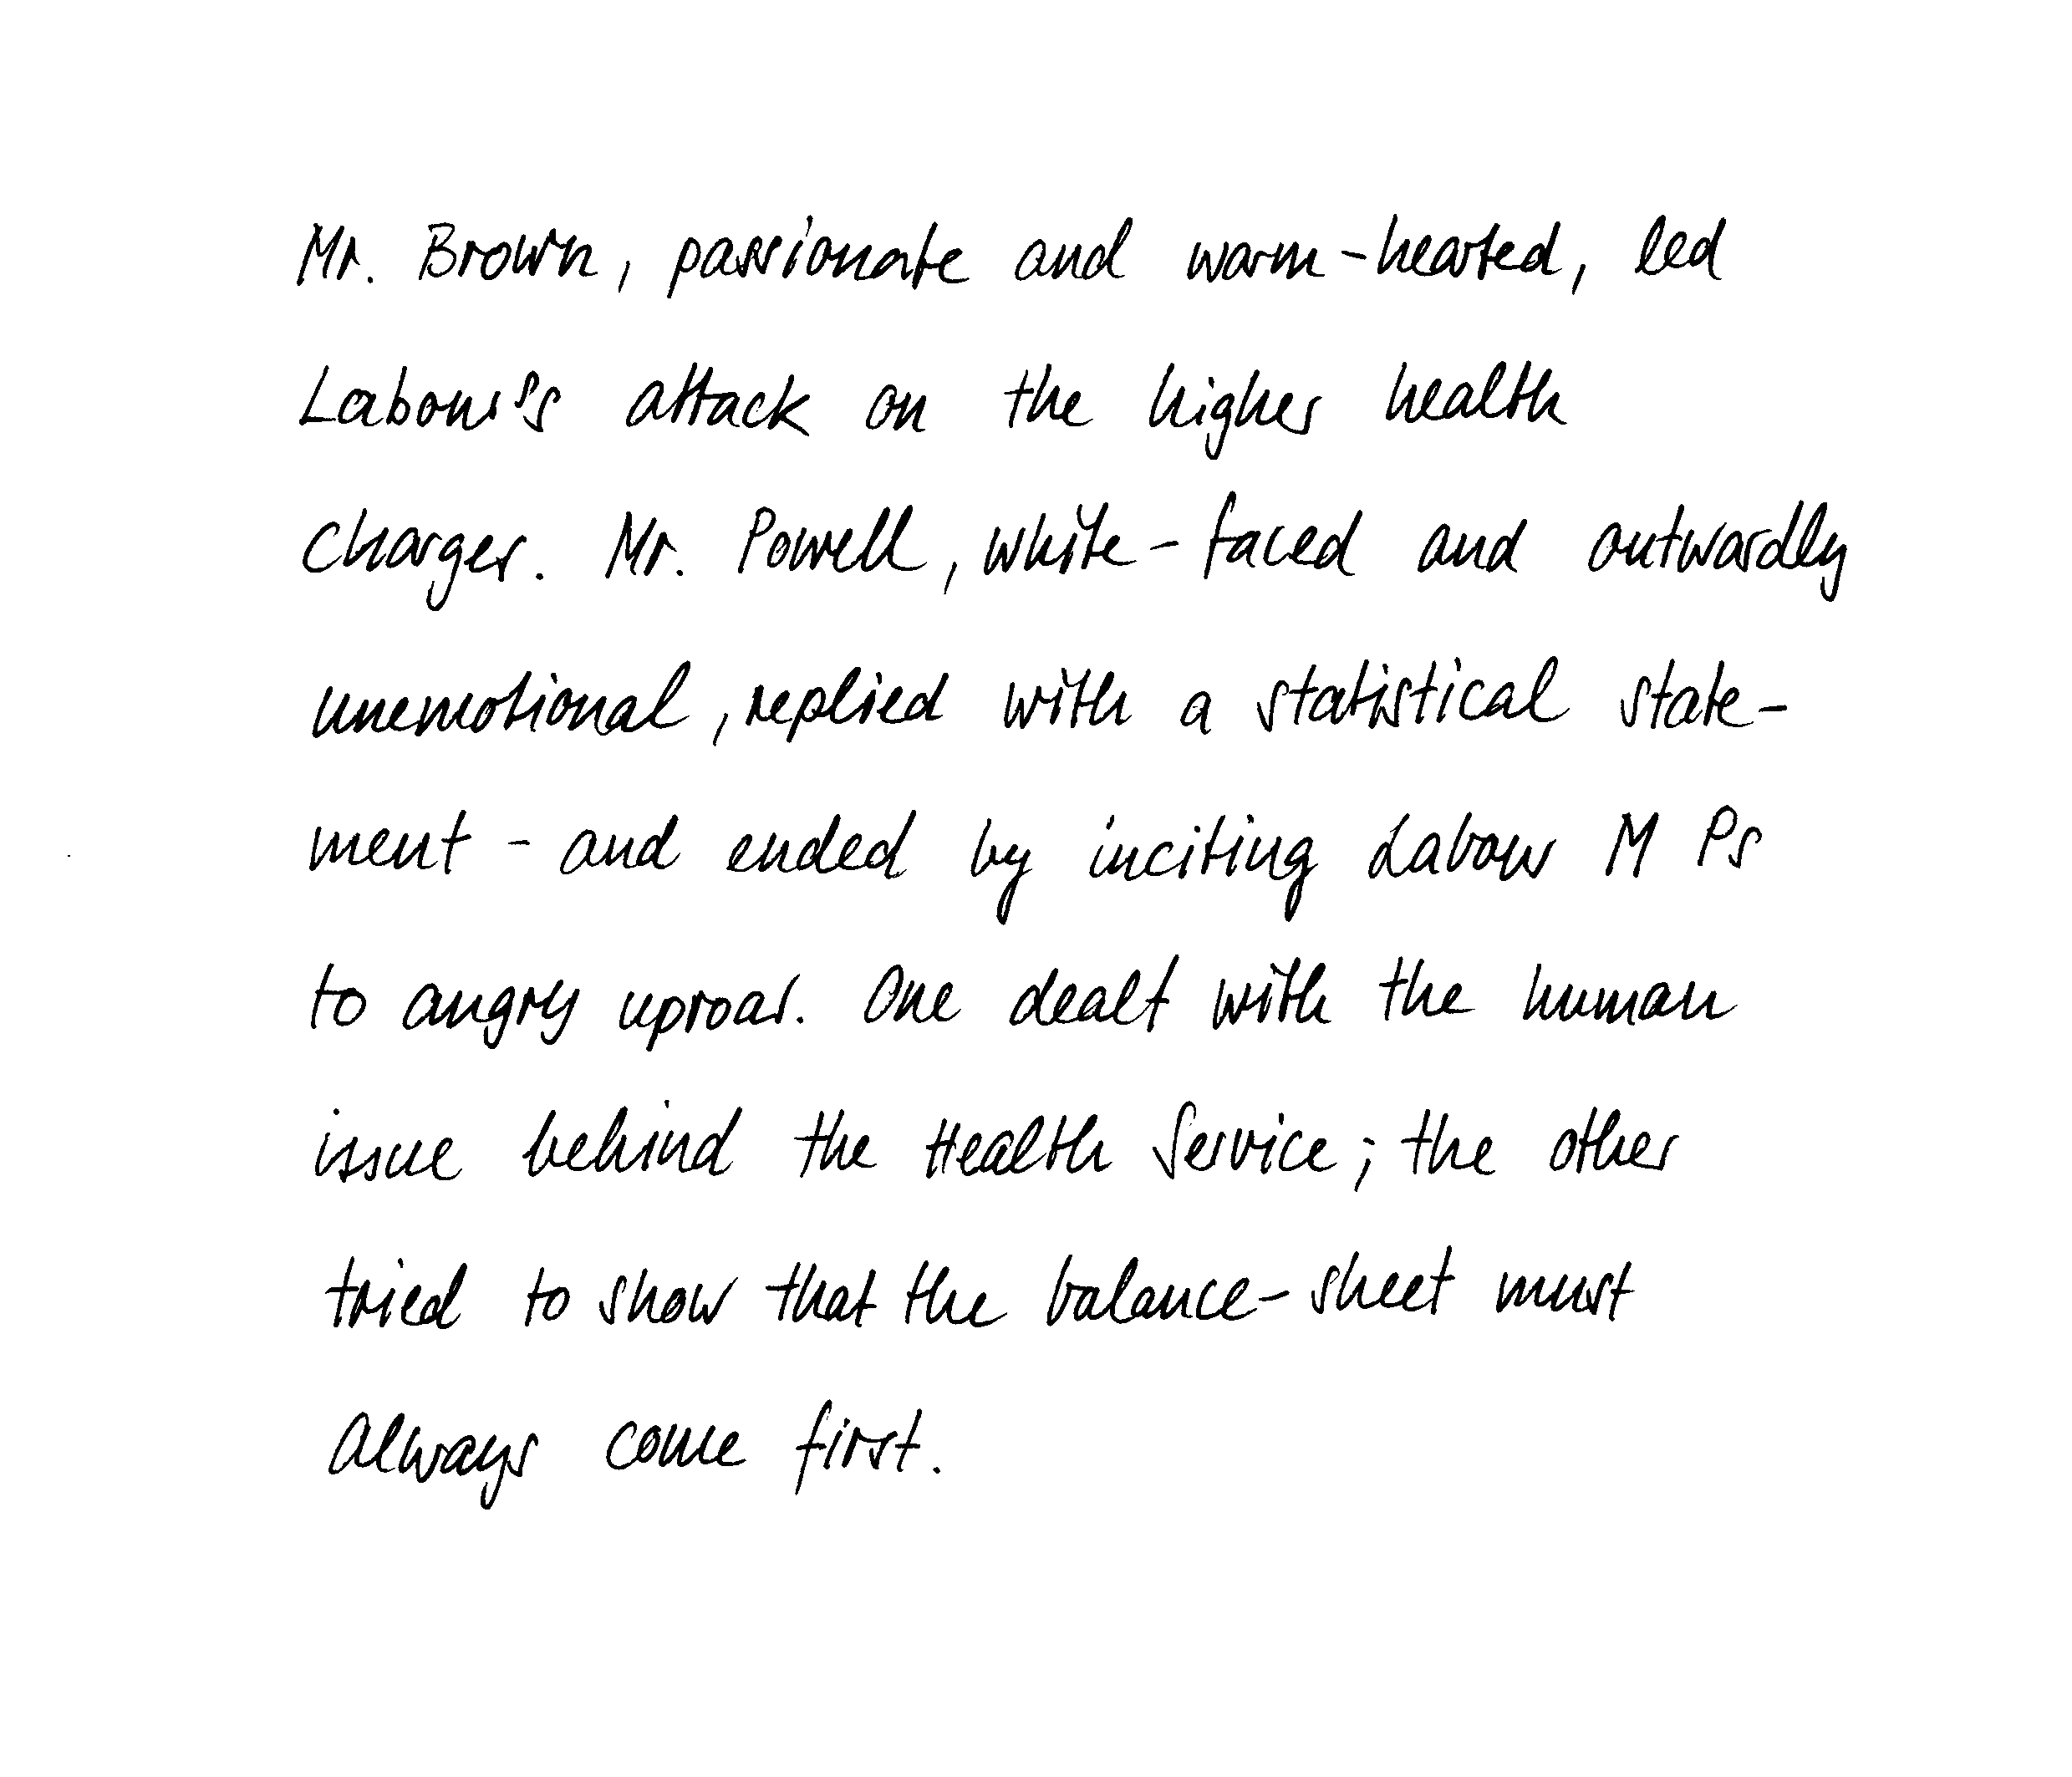 Mr. Brown, passionate and warm-hearted, led
Labour's attack on the higher health
charges. Mr. Powell, white-faced and outwardly
unemotional, replied with a statistical state-
ment - and ended by inciting Labour M Ps
to angry uproar. One dealt with the human
issue behind the Health Service; the other
tried to show that the balance-sheet must
always come first.